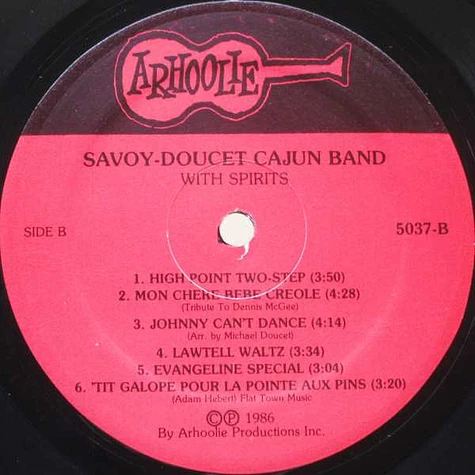 ARHOOLIE
SAVOY-DOUCET CAJUN BAND
WITH SPIRITS
SIDE B
5037-B
1. HIGH POINT TWO-STEP (3:50)
2. MON CHERE BEBE CREOLE (4:28)
(Tribute To Dennis McGee)
3. JOHNNY CAN'T DANCE (4:14)
(Arr. by Michael Doucet)
4. LAWTELL WALTZ (3:34)
5. EVANGELINE SPECIAL (3:04)
6. 'TIT GALOPE POUR LA POINTE AUX PINS (3:20)
(Adam Hebert) Flat Town Music
©℗ 1986
By Arhoolie Productions Inc.